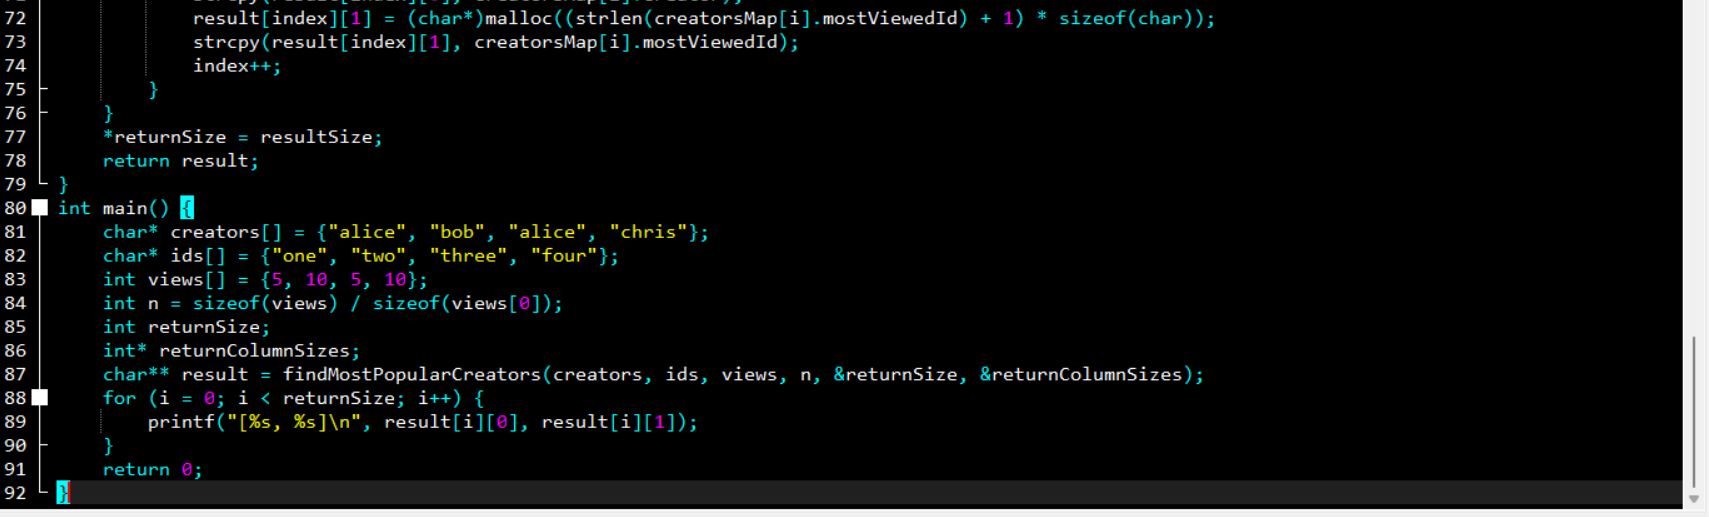 72 result[index][1] = (char*)malloc((strlen(creatorsMap[i].mostViewedId) + 1) * sizeof(char));
73 strcpy(result[index][1], creatorsMap[i].mostViewedId);
74 index++;
75 }
76 }
77 *returnSize = resultSize;
78 return result;
79 }
80 int main() {
81 char* creators[] = {"alice", "bob", "alice", "chris"};
82 char* ids[] = {"one", "two", "three", "four"};
83 int views[] = {5, 10, 5, 10};
84 int n = sizeof(views) / sizeof(views[0]);
85 int returnSize;
86 int* returnColumnSizes;
87 char** result = findMostPopularCreators(creators, ids, views, n, &returnSize, &returnColumnSizes);
88 for (i = 0; i < returnSize; i++) {
89 printf("[%s, %s]\n", result[i][0], result[i][1]);
90 }
91 return 0;
92 }